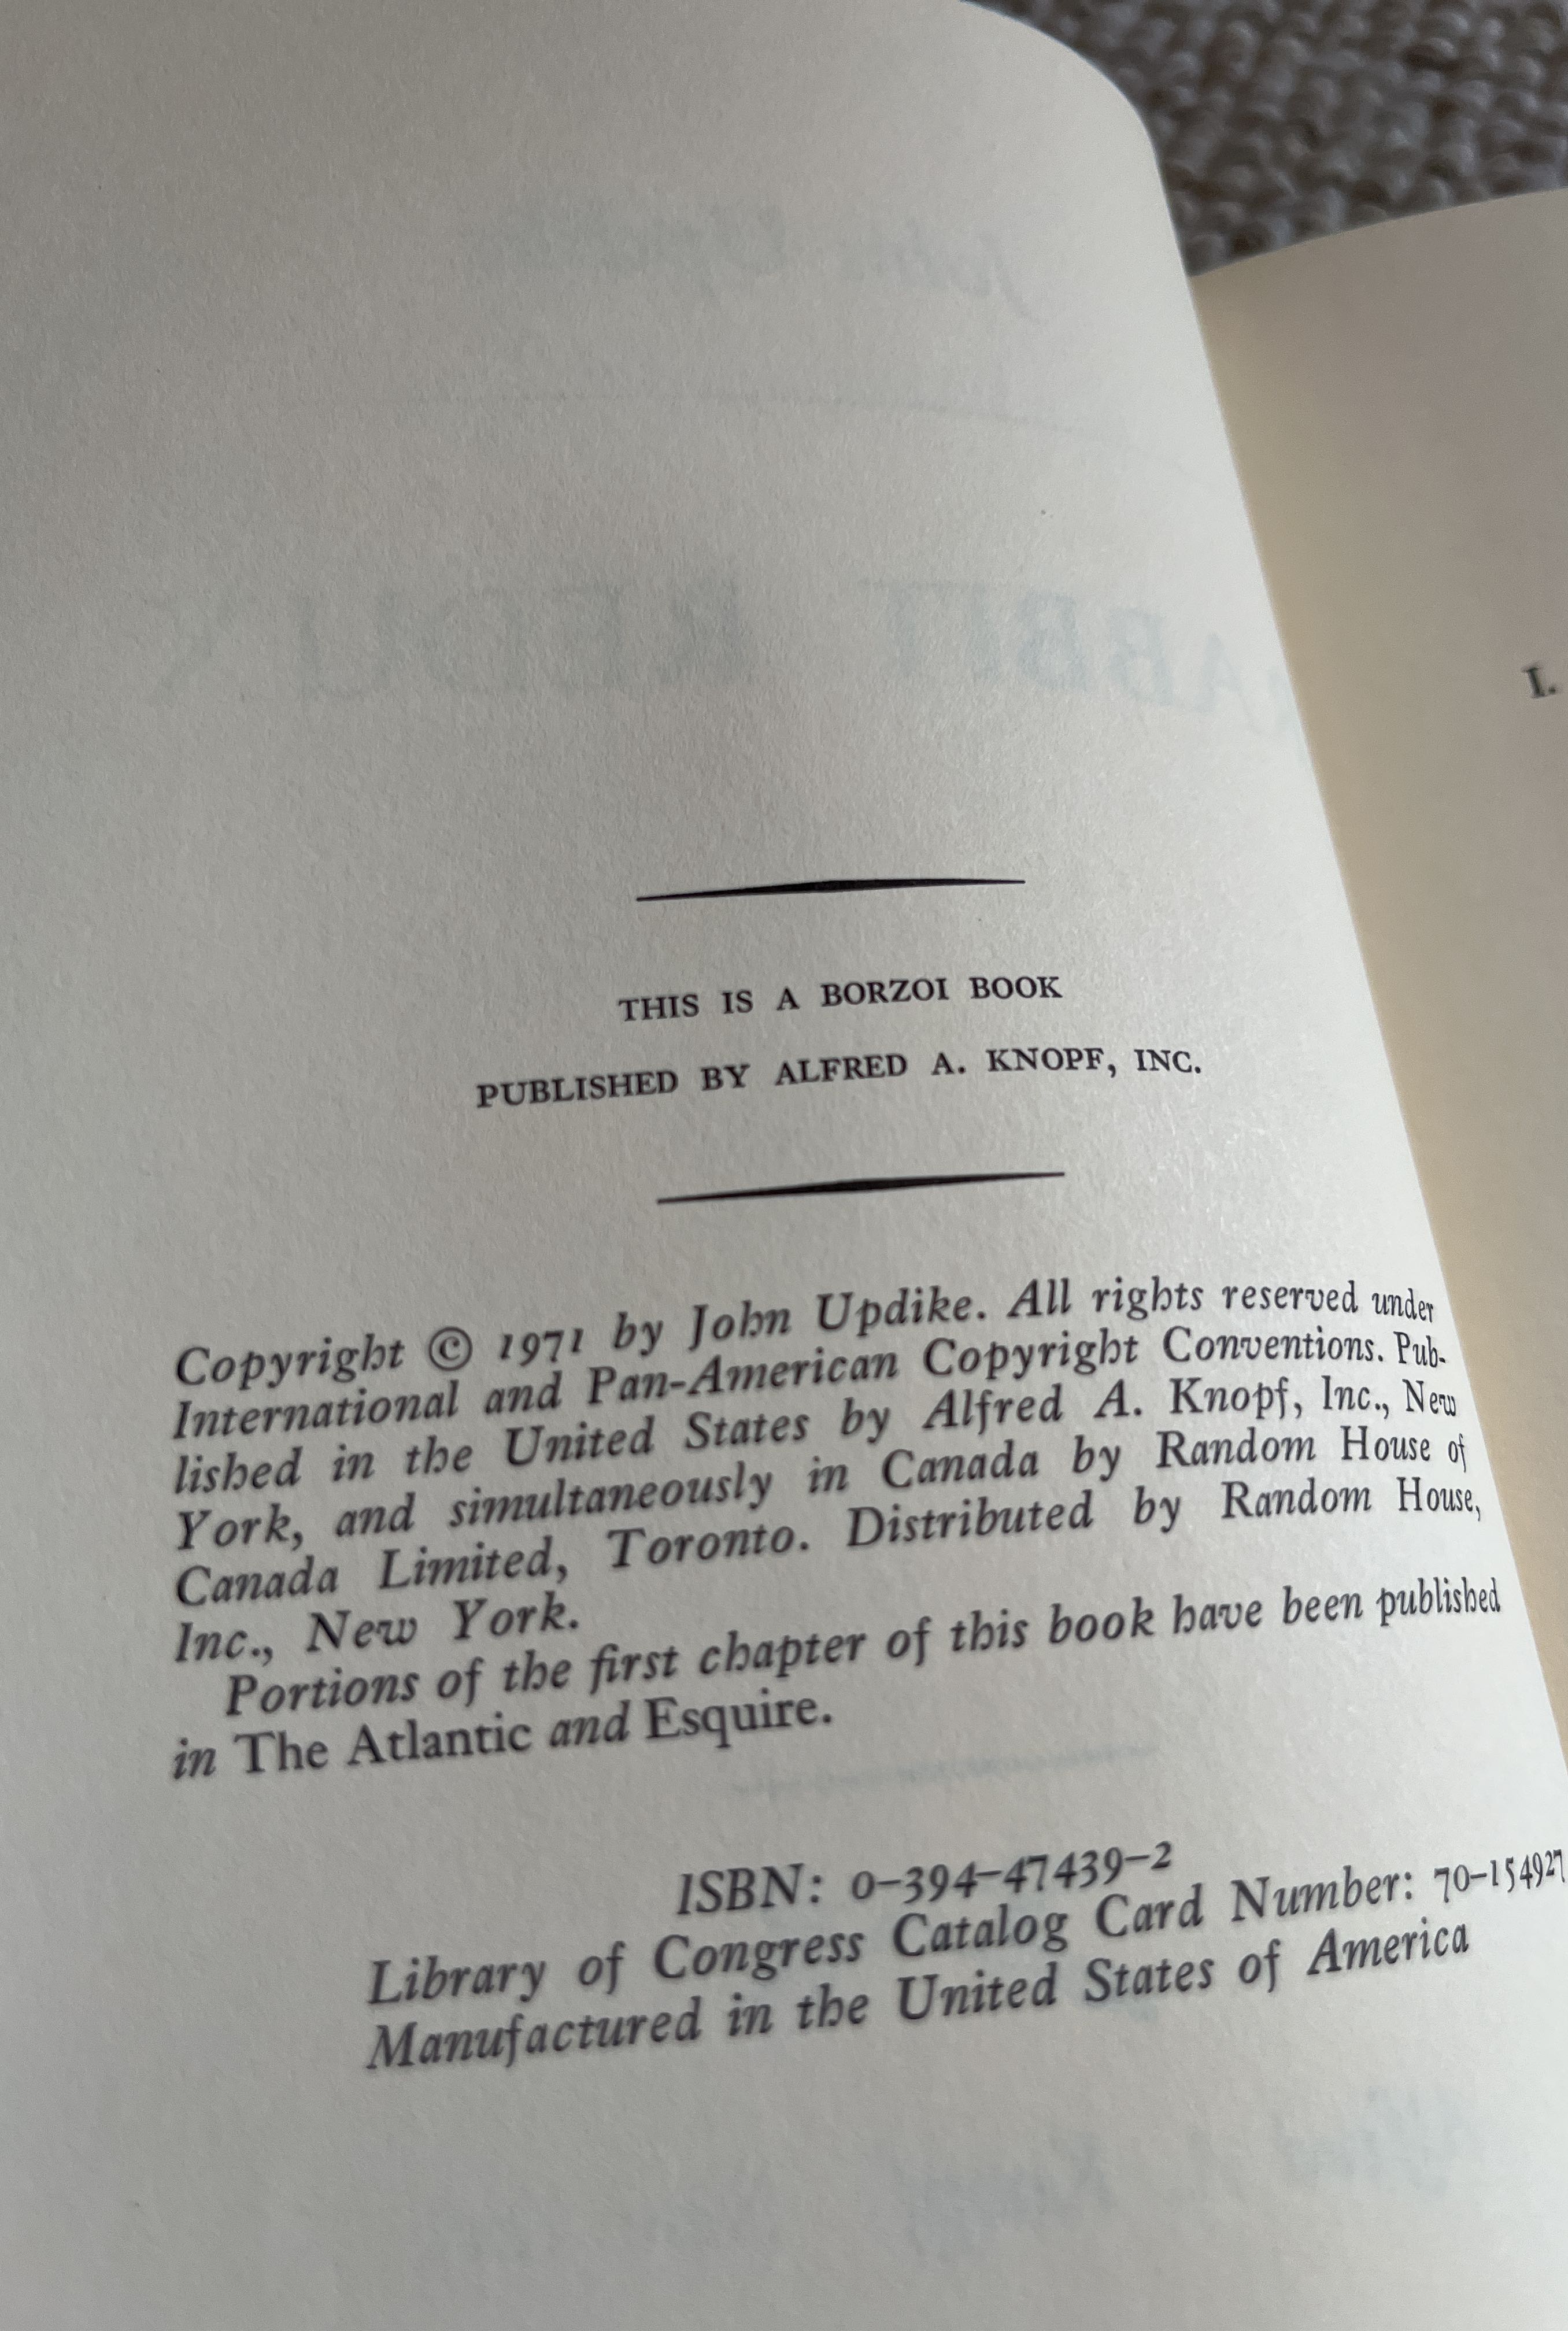 THIS IS A BORZOI BOOK
PUBLISHED BY ALFRED A. KNOPF, INC.
Copyright © 1971 by John Updike. All rights reserved under
International and Pan-American Copyright Conventions. Pub-
lished in the United States by Alfred A. Knopf, Inc., New
York, and simultaneously in Canada by Random House of
Canada Limited, Toronto. Distributed by Random House,
Inc., New York.
Portions of the first chapter of this book have been published
in The Atlantic and Esquire.
ISBN: 0-394-47439-2
Library of Congress Catalog Card Number: 70-154927
Manufactured in the United States of America
I.